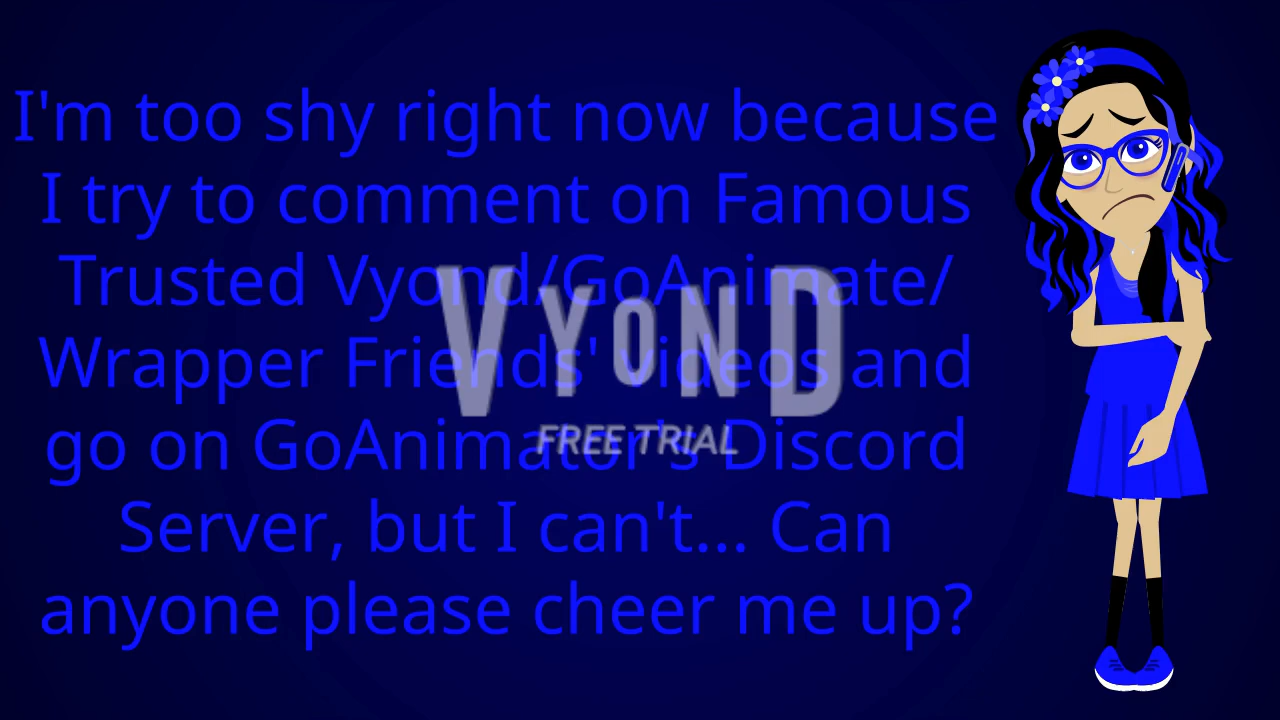 I'm too shy right now because
I try to comment on Famous
Trusted Vyond/GoAnimate/
Wrapper Friends' videos and
go on GoAnimator's Discord
Server, but I can't... Can
anyone please cheer me up?
VYOND
FREE TRIAL